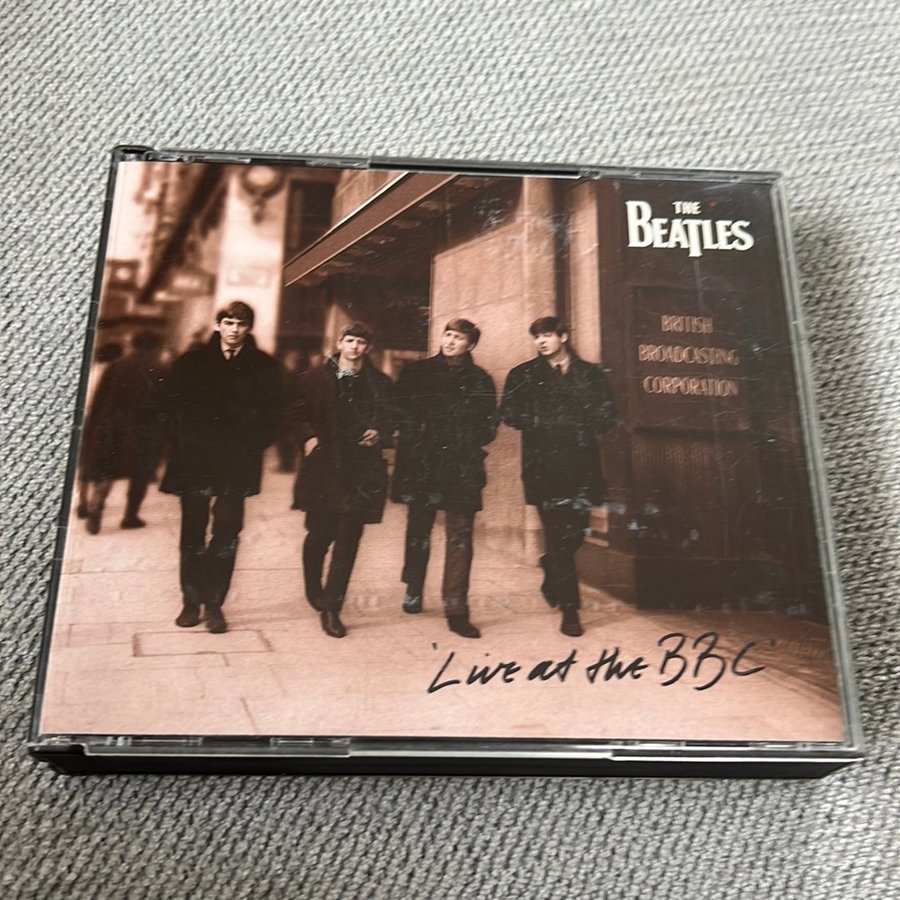 THE
BEATLES
BRITISH
BROADCASTING
CORPORATION
'Live at the BBC'